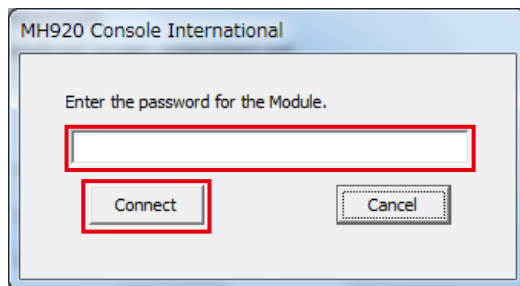 MH920 Console International
Enter the password for the Module.
Connect
Cancel